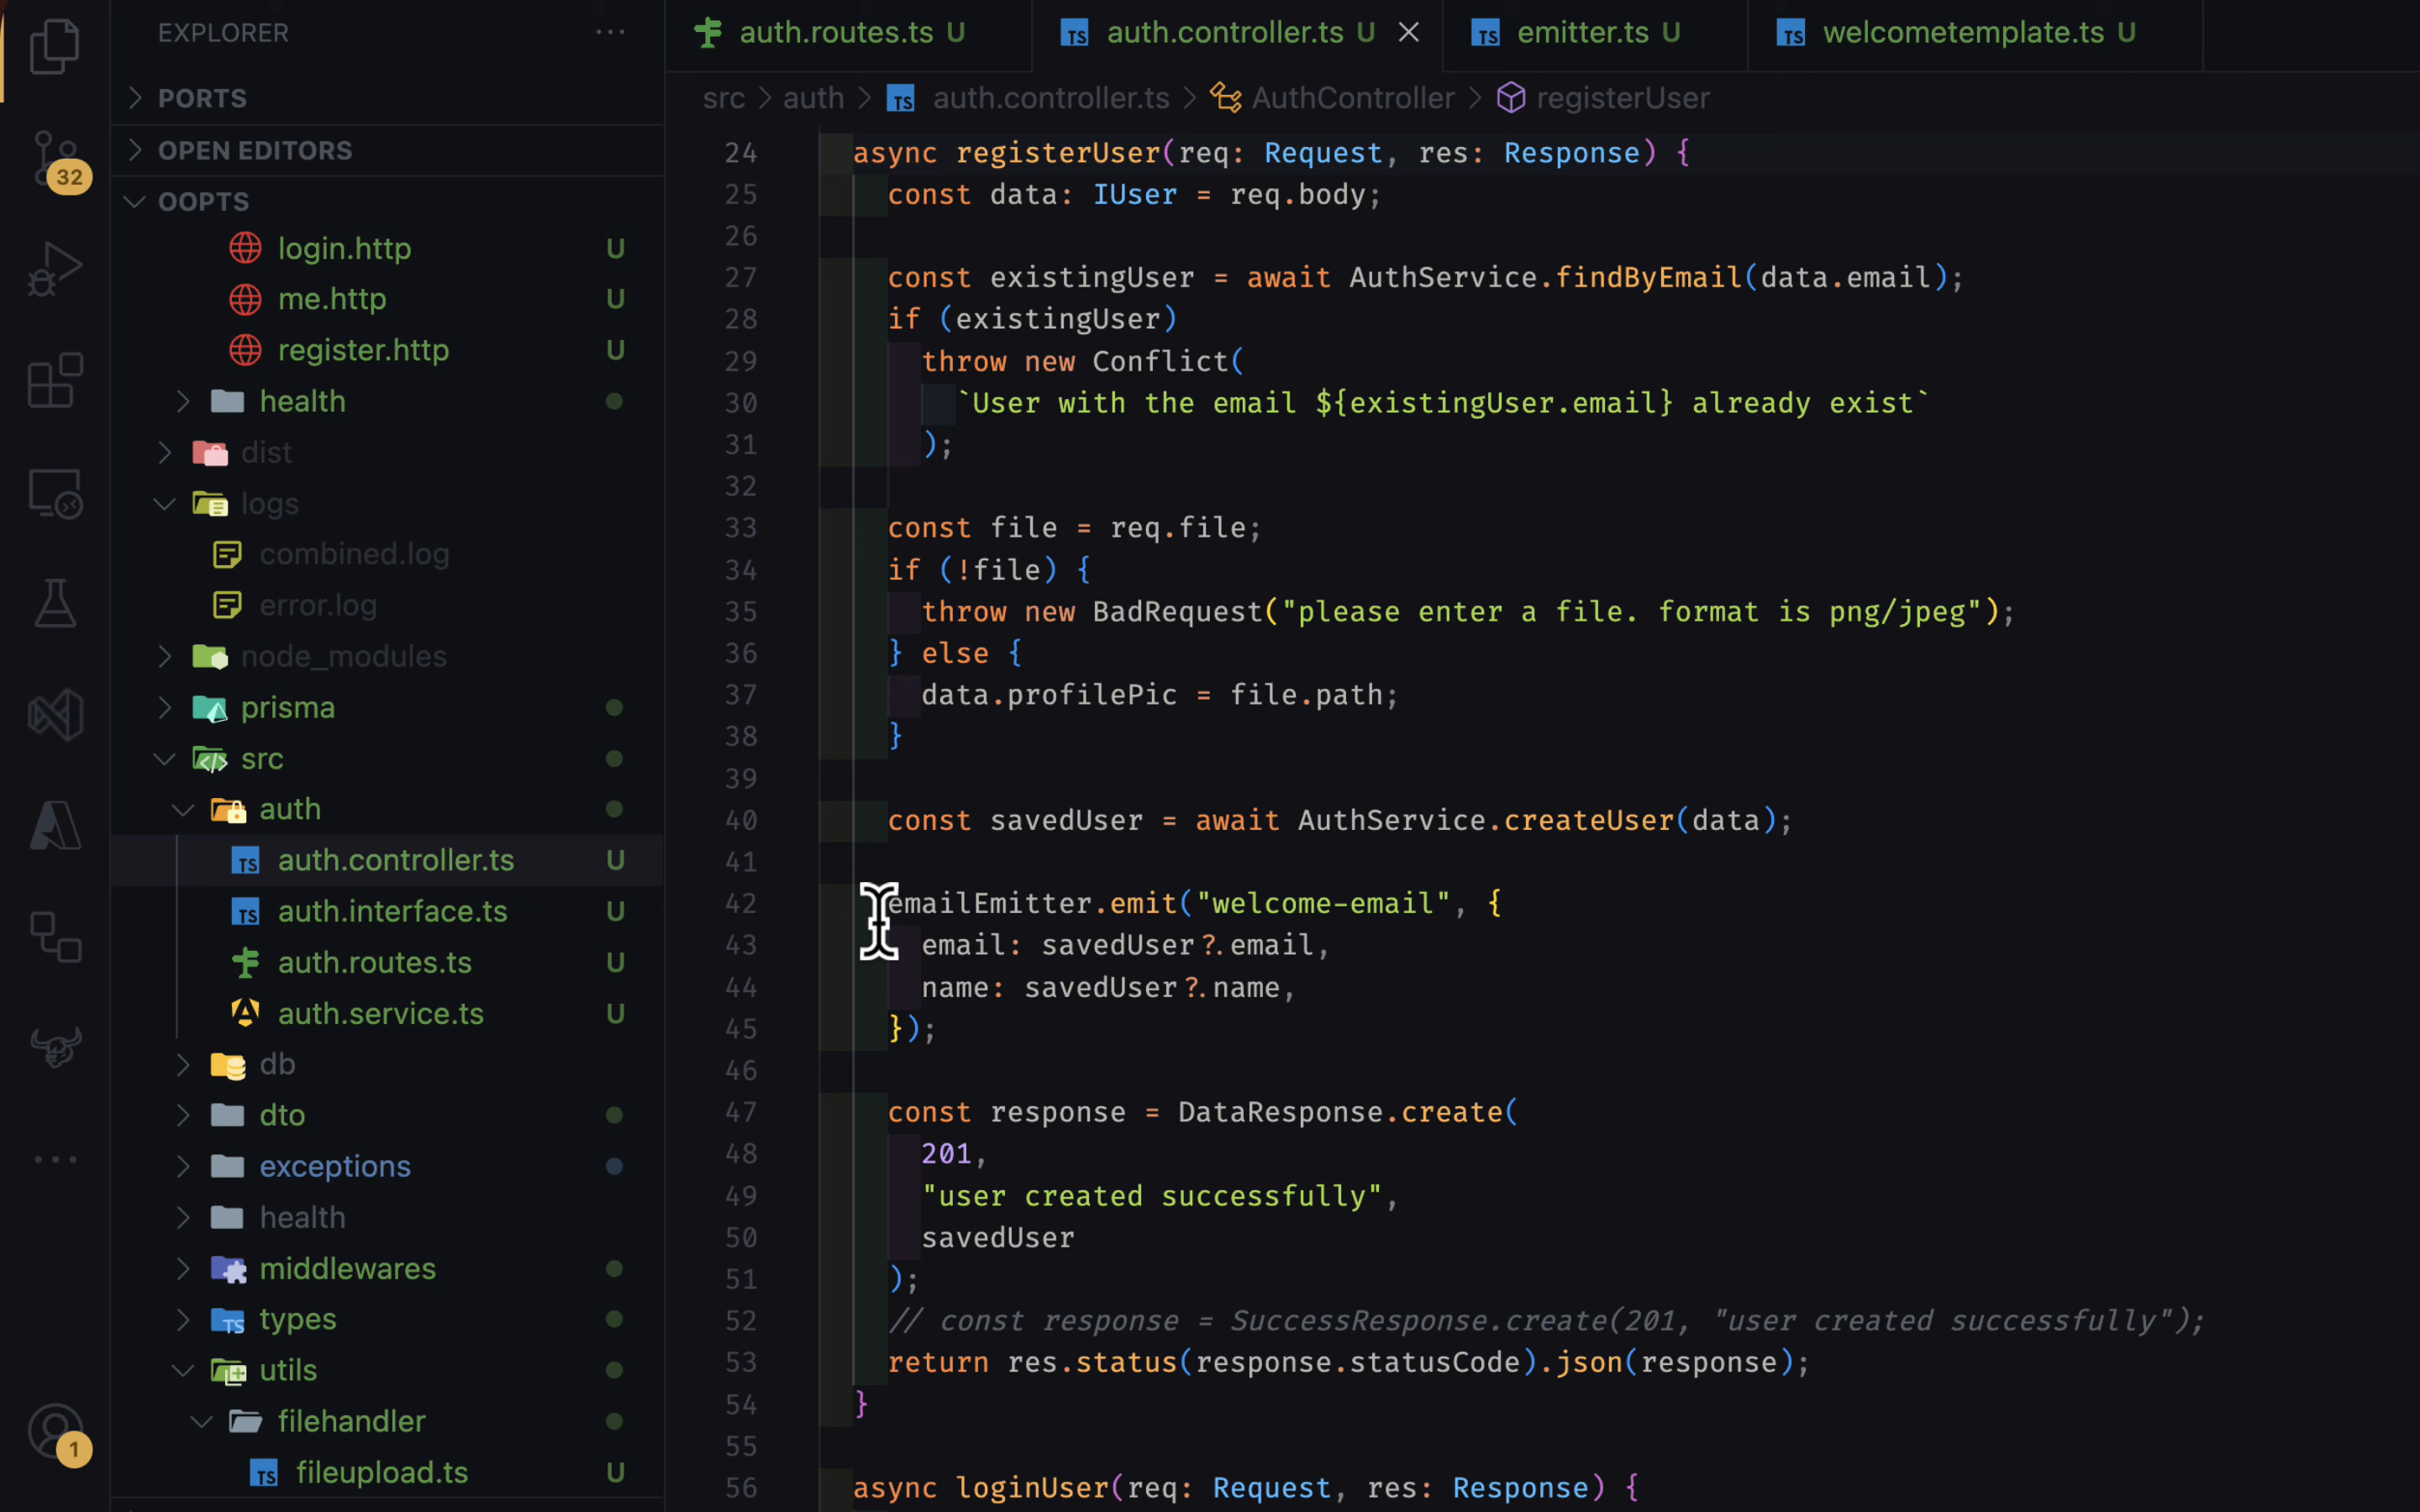 EXPLORER
PORTS
OPEN EDITORS
OOPTS
login.http U
me.http U
register.http U
health
dist
logs
combined.log
error.log
node_modules
prisma
src
auth
auth.controller.ts U
auth.interface.ts U
auth.routes.ts U
auth.service.ts U
db
dto
exceptions
health
middlewares
types
utils
filehandler
fileupload.ts U
32
1
auth.routes.ts U
auth.controller.ts U
emitter.ts U
welcometemplate.ts U
src > auth > TS auth.controller.ts > AuthController > registerUser
24 async registerUser(req: Request, res: Response) {
25 const data: IUser = req.body;
26
27 const existingUser = await AuthService.findByEmail(data.email);
28 if (existingUser)
29 throw new Conflict(
30 `User with the email ${existingUser.email} already exist`
31 );
32
33 const file = req.file;
34 if (!file) {
35 throw new BadRequest("please enter a file. format is png/jpeg");
36 } else {
37 data.profilePic = file.path;
38 }
39
40 const savedUser = await AuthService.createUser(data);
41
42 emailEmitter.emit("welcome-email", {
43 email: savedUser?.email,
44 name: savedUser?.name,
45 });
46
47 const response = DataResponse.create(
48 201,
49 "user created successfully",
50 savedUser
51 );
52 // const response = SuccessResponse.create(201, "user created successfully");
53 return res.status(response.statusCode).json(response);
54 }
55
56 async loginUser(req: Request, res: Response) {